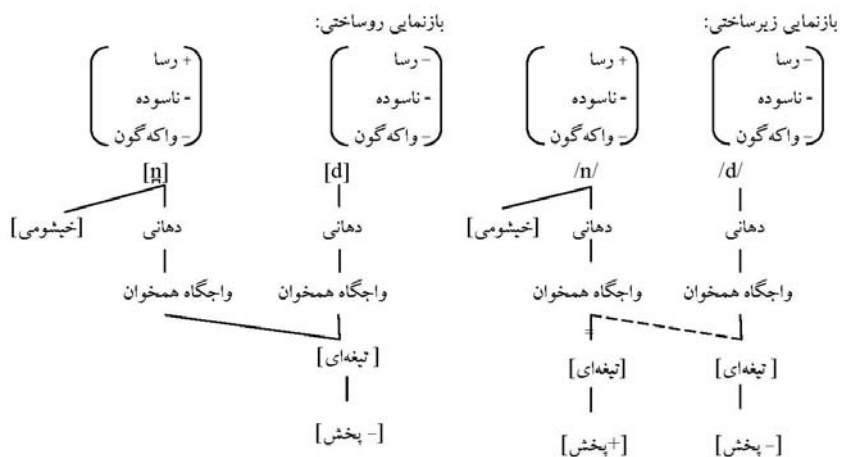 بازنمایی زیرساختی: بازنمایی روساختی:
– رسا + رسا – رسا + رسا
- ناسوده - ناسوده - ناسوده - ناسوده
– واکه‌گون – واکه‌گون – واکه‌گون – واکه‌گون
/d/ /n/ [d] [n̪]
دهانی دهانی [خیشومی] دهانی دهانی [خیشومی]
واجگاه همخوان واجگاه همخوان واجگاه همخوان واجگاه همخوان
=
[تیغه‌ای ]
[تیغه‌ای ] [تیغه‌ای]
[– پخش]
[– پخش] [+پخش]